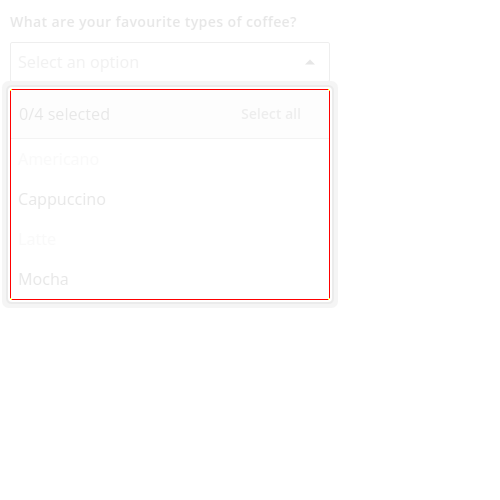 What are your favourite types of coffee?
Select an option
0/4 selected Select all
Americano
Cappuccino
Latte
Mocha